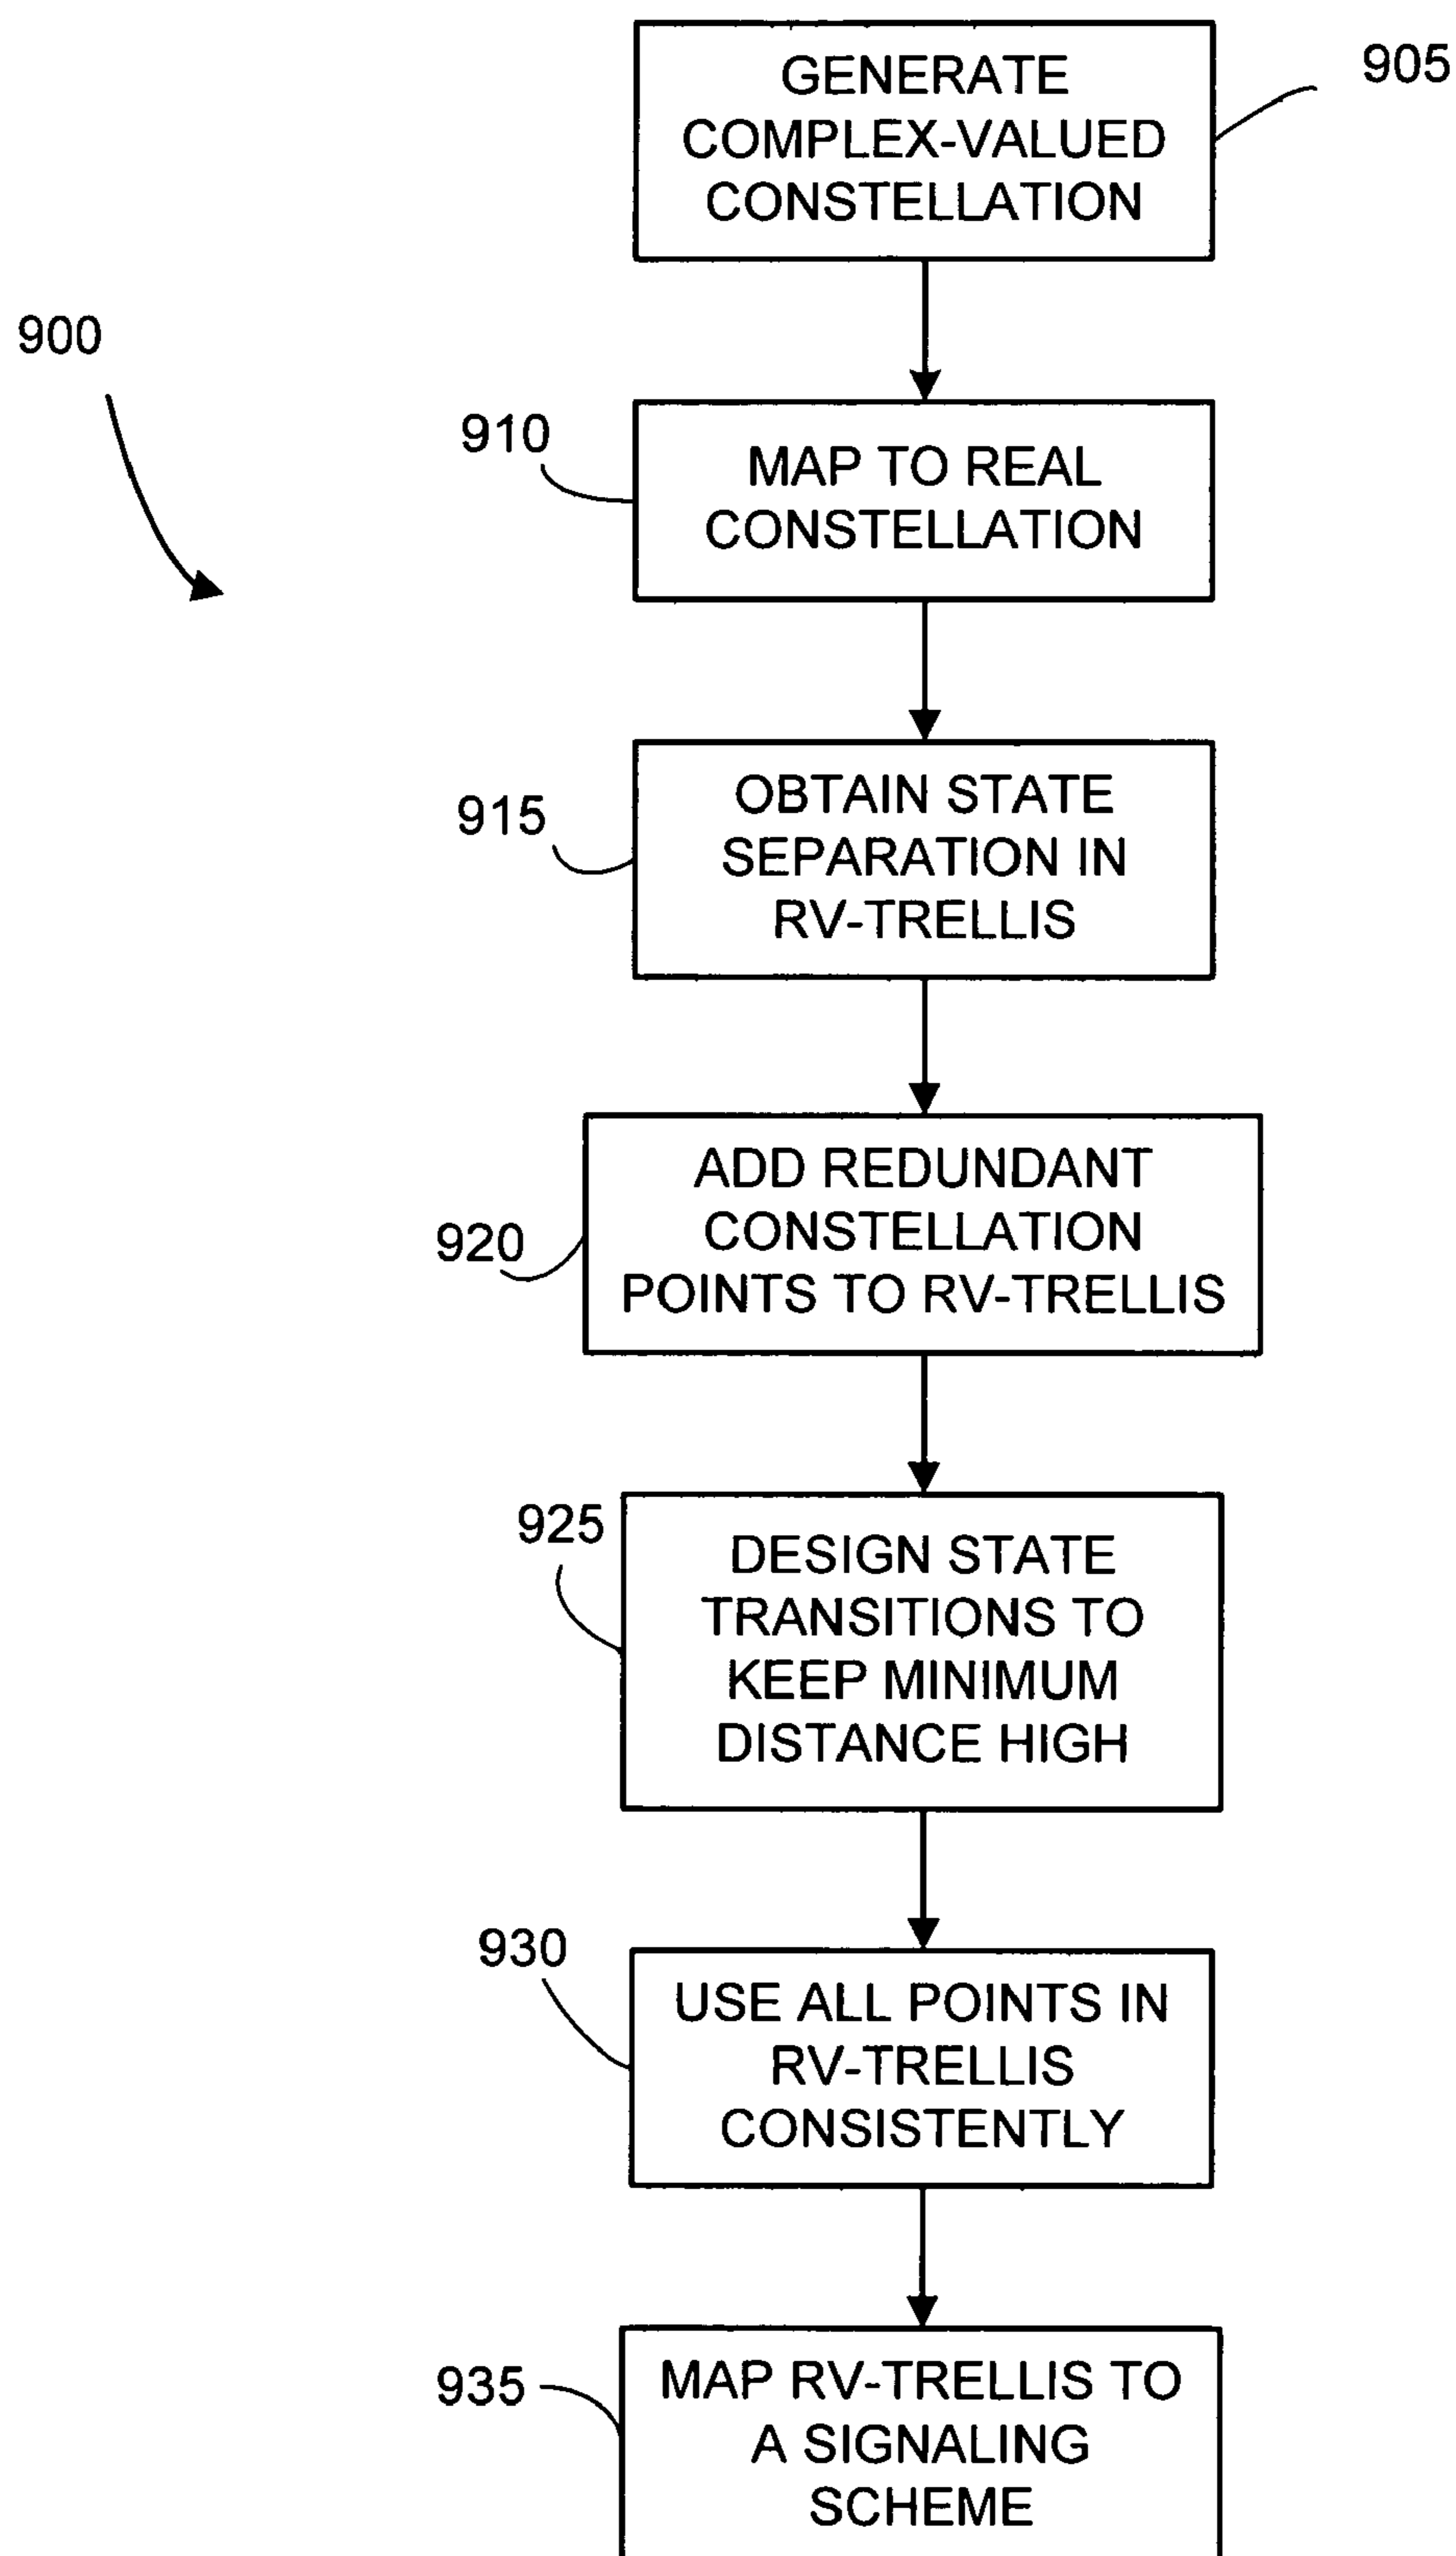 GENERATE
COMPLEX-VALUED
CONSTELLATION
905
900
910
MAP TO REAL
CONSTELLATION
915
OBTAIN STATE
SEPARATION IN
RV-TRELLIS
920
ADD REDUNDANT
CONSTELLATION
POINTS TO RV-TRELLIS
925
DESIGN STATE
TRANSITIONS TO
KEEP MINIMUM
DISTANCE HIGH
930
USE ALL POINTS IN
RV-TRELLIS
CONSISTENTLY
935
MAP RV-TRELLIS TO
A SIGNALING
SCHEME